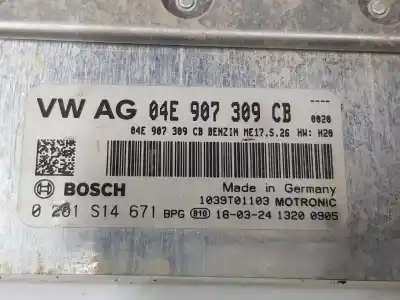 VW AG 04E 907 309 CB ----
0020
04E 907 309 CB BENZIN ME17.5.26 HW: H20
BOSCH Made in Germany
1039T01103 MOTRONIC
0 261 S14 671 BPG 810 18-03-24 1320 0905